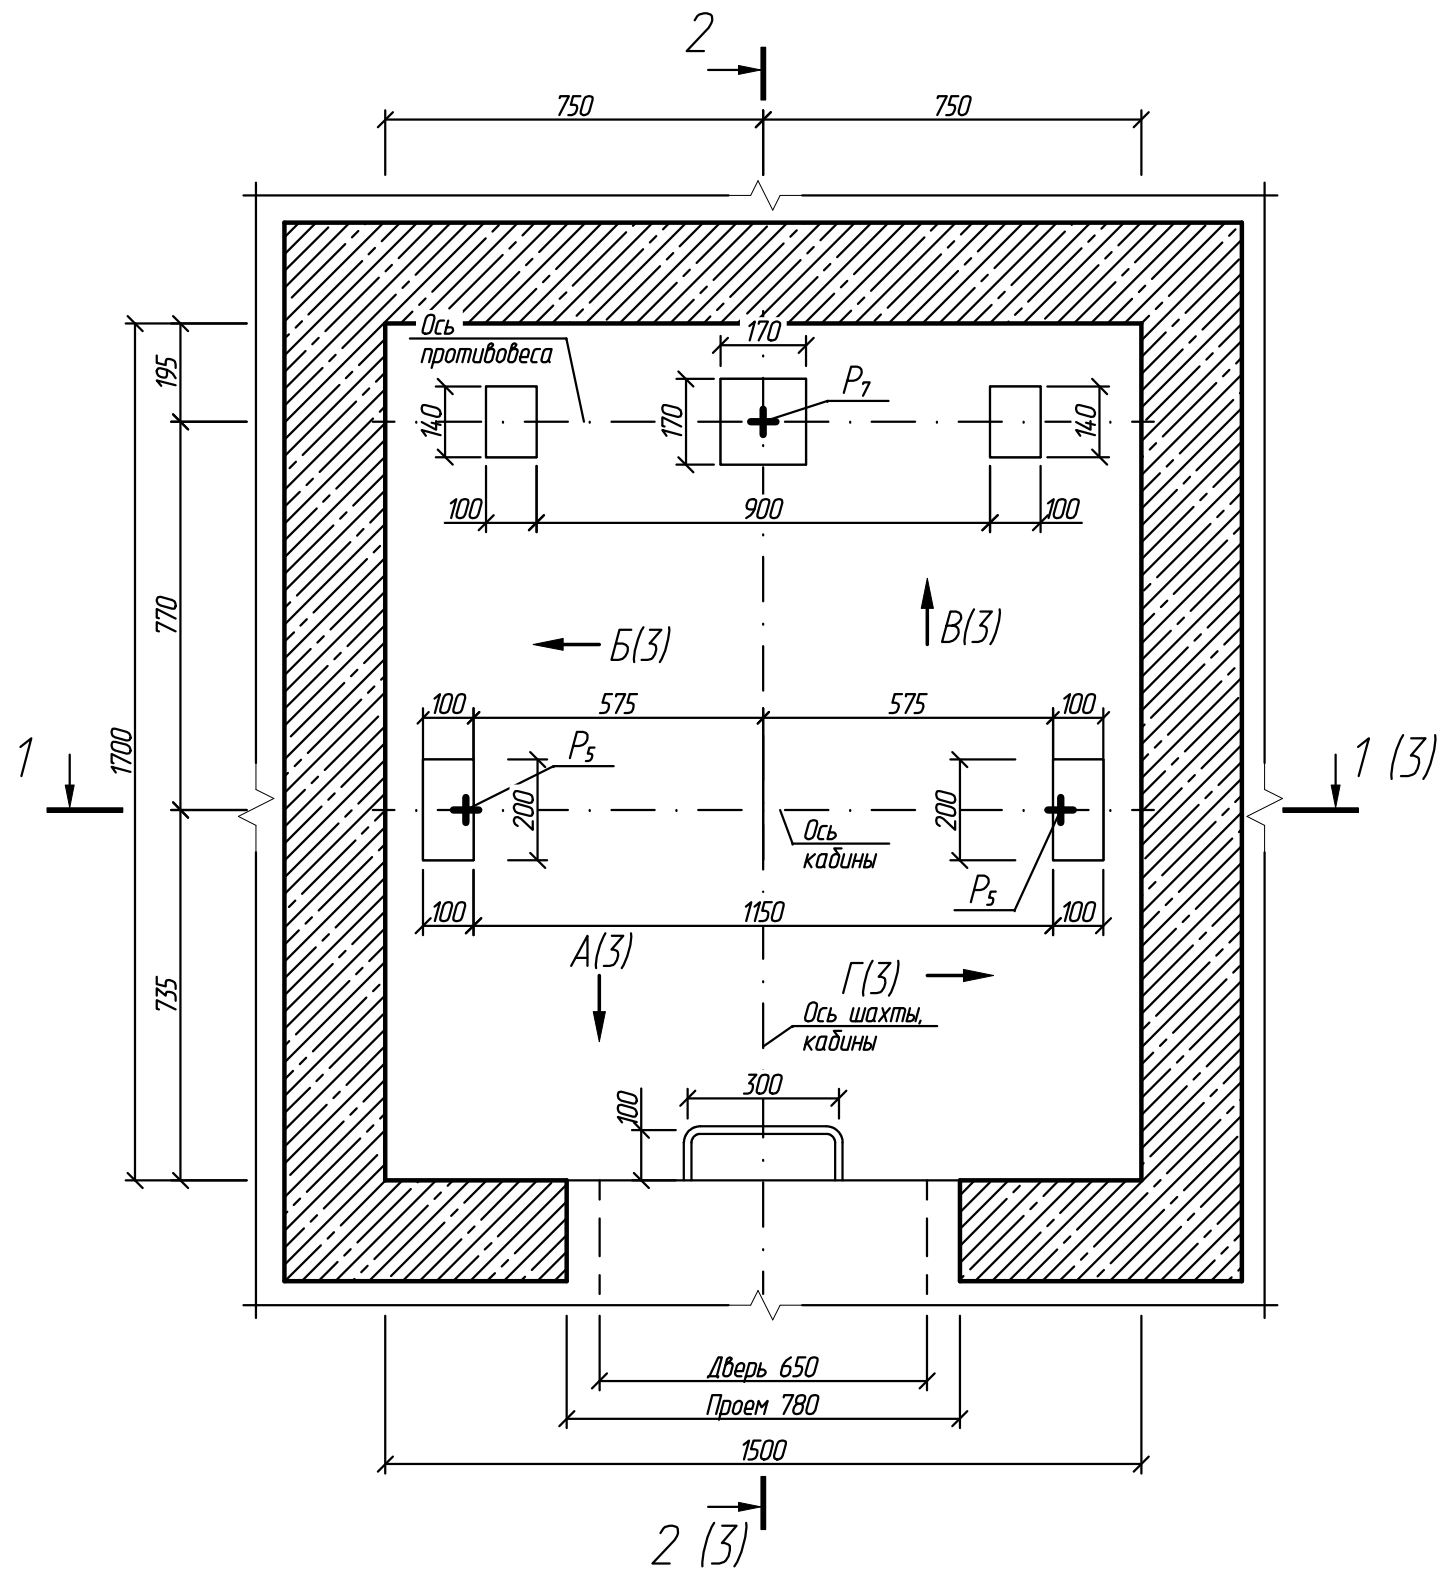 2
750
750
Ось
противовеса
170
P7
195
140
170
140
100
900
100
770
Б(3)
В(3)
100
575
575
100
P5
1
1700
200
200
1 (3)
Ось
кабины
P5
100
1150
100
А(3)
735
Г(3)
Ось шахты,
кабины
300
100
Дверь 650
Проем 780
1500
2 (3)